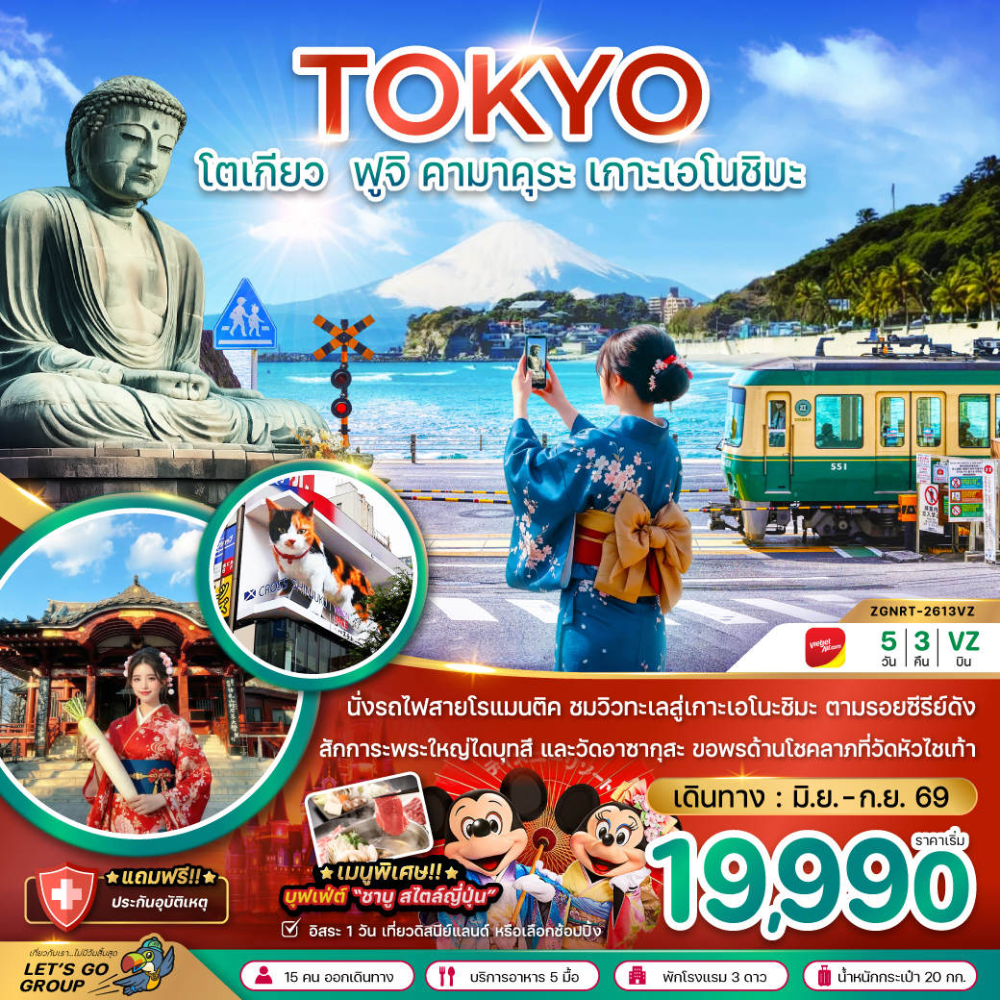 TOKYO
โตเกียว ฟูจิ คามาคุระ เกาะเอโนชิมะ
551
CROSS SHINJUKU
ZGNRT-2613VZ
Vietjet Air.com
5 วัน
3 คืน
VZ บิน
นั่งรถไฟสายโรแมนติค ชมวิวทะเลสู่เกาะเอโนะชิมะ ตามรอยซีรีย์ดัง
สักการะพระใหญ่ไดบุทสึ และวัดอาซากุสะ ขอพรด้านโชคลาภที่วัดหัวไชเท้า
เดินทาง : มิ.ย. - ก.ย. 69
ราคาเริ่ม
19,990
แถมฟรี!!
ประกันอุบัติเหตุ
เมนูพิเศษ!!
บุฟเฟ่ต์ "ชาบู สไตล์ญี่ปุ่น"
อิสระ 1 วัน เที่ยวดิสนีย์แลนด์ หรือเลือกช้อมปิ้ง
เที่ยวกับเรา...ไม่มีวันสิ้นสุด
LET'S GO
GROUP
15 คน ออกเดินทาง
บริการอาหาร 5 มื้อ
พักโรงแรม 3 ดาว
น้ำหนักกระเป๋า 20 กก.